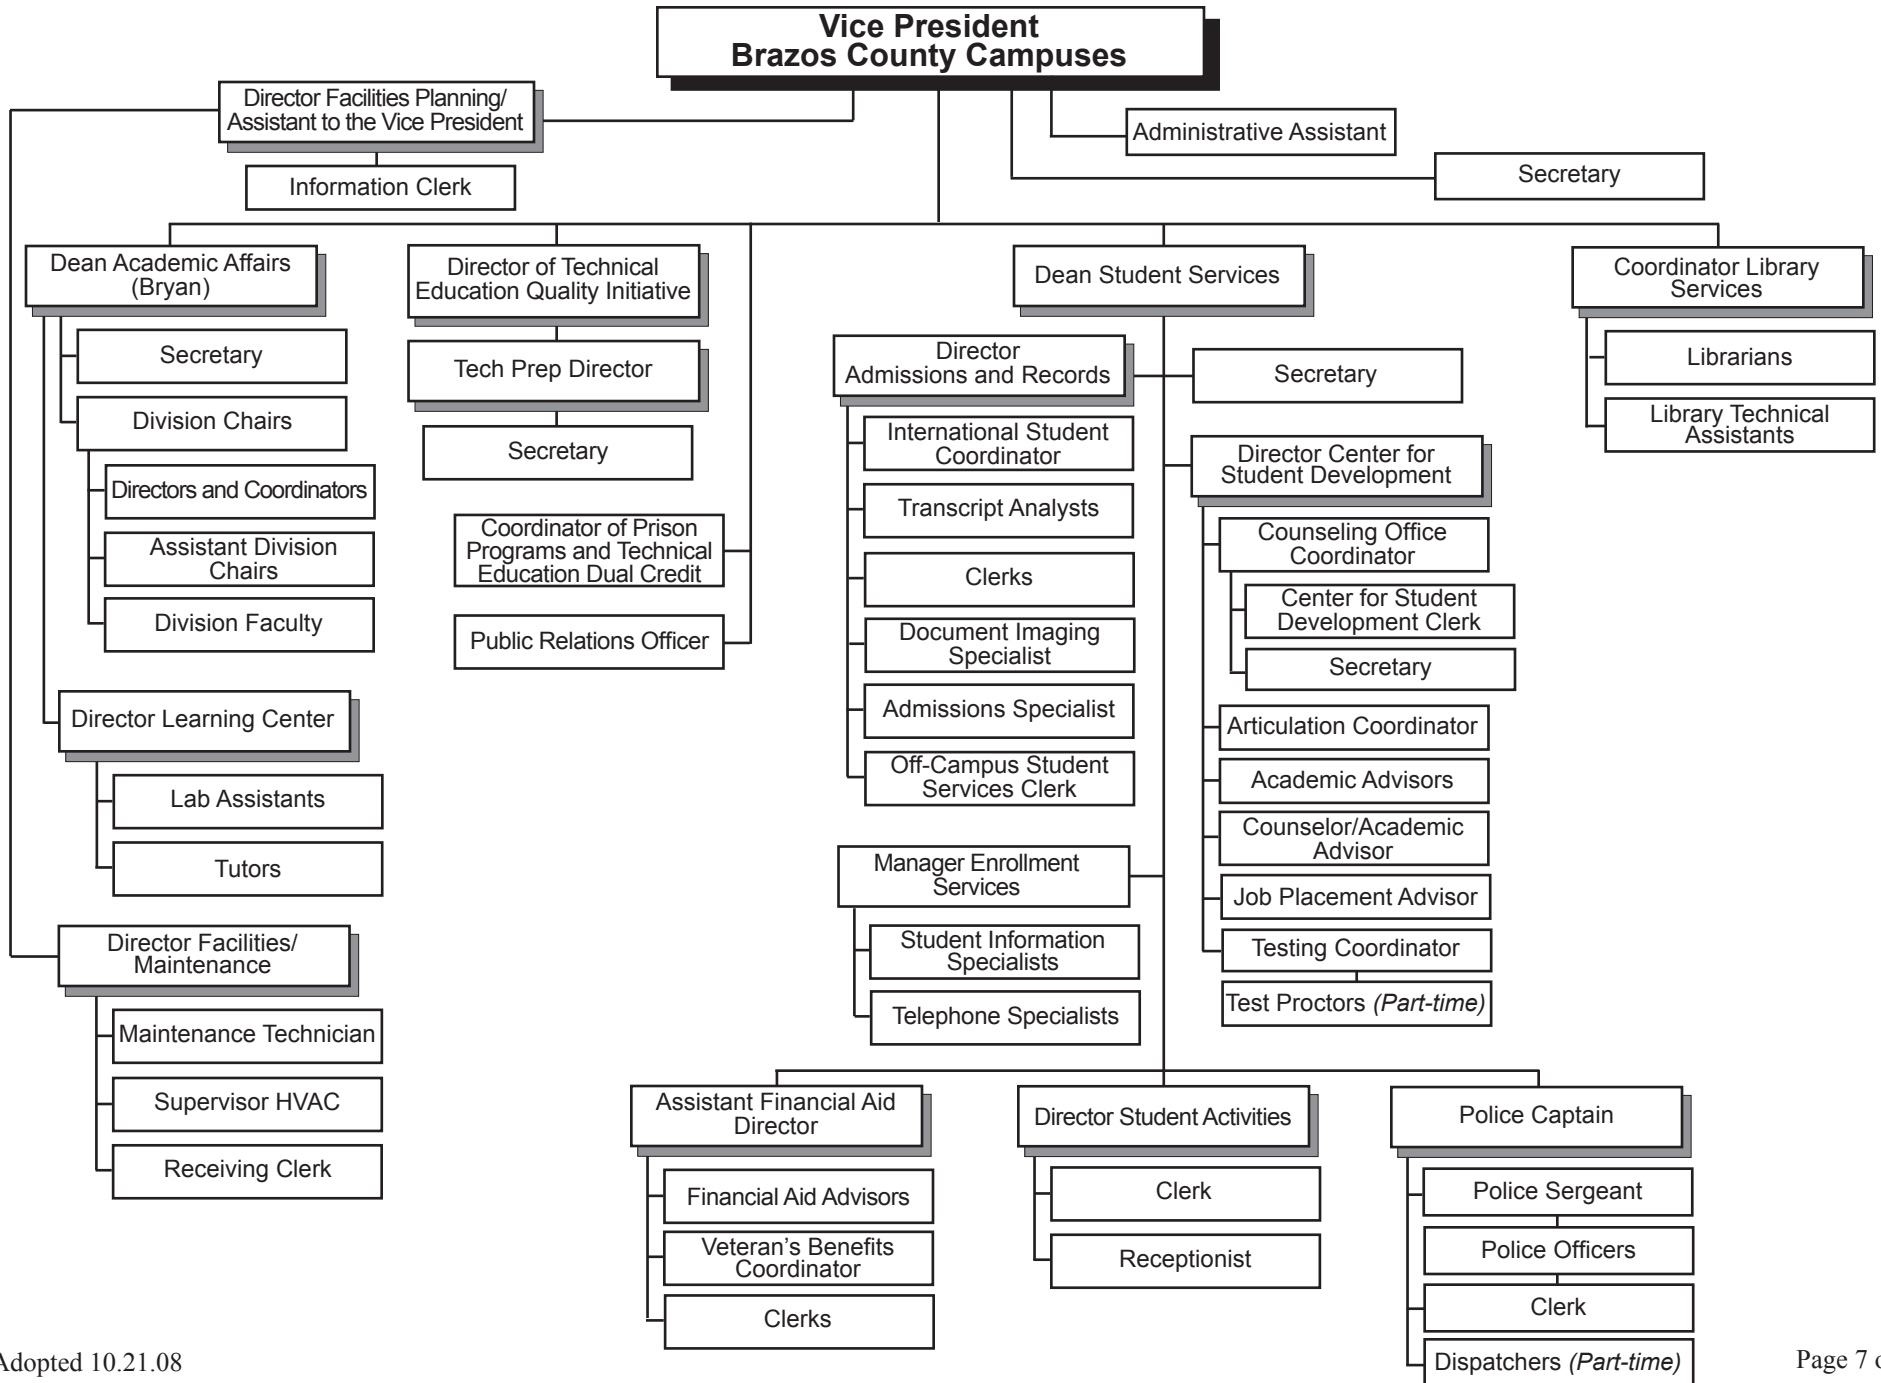 Vice President
Brazos County Campuses
Director Facilities Planning/
Assistant to the Vice President
Information Clerk
Administrative Assistant
Secretary
Dean Academic Affairs
(Bryan)
Secretary
Division Chairs
Directors and Coordinators
Assistant Division
Chairs
Division Faculty
Director Learning Center
Lab Assistants
Tutors
Director Facilities/
Maintenance
Maintenance Technician
Supervisor HVAC
Receiving Clerk
Director of Technical
Education Quality Initiative
Tech Prep Director
Secretary
Coordinator of Prison
Programs and Technical
Education Dual Credit
Public Relations Officer
Dean Student Services
Director
Admissions and Records
International Student
Coordinator
Transcript Analysts
Clerks
Document Imaging
Specialist
Admissions Specialist
Off-Campus Student
Services Clerk
Manager Enrollment
Services
Student Information
Specialists
Telephone Specialists
Secretary
Director Center for
Student Development
Counseling Office
Coordinator
Center for Student
Development Clerk
Secretary
Articulation Coordinator
Academic Advisors
Counselor/Academic
Advisor
Job Placement Advisor
Testing Coordinator
Test Proctors (Part-time)
Coordinator Library
Services
Librarians
Library Technical
Assistants
Assistant Financial Aid
Director
Financial Aid Advisors
Veteran's Benefits
Coordinator
Clerks
Director Student Activities
Clerk
Receptionist
Police Captain
Police Sergeant
Police Officers
Clerk
Dispatchers (Part-time)
Adopted 10.21.08
Page 7